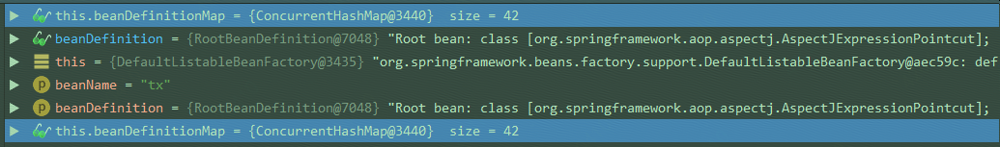 this.beanDefinitionMap = {ConcurrentHashMap@3440} size = 42
beanDefinition = {RootBeanDefinition@7048} "Root bean: class [org.springframework.aop.aspectj.AspectJExpressionPointcut];
this = {DefaultListableBeanFactory@3435} "org.springframework.beans.factory.support.DefaultListableBeanFactory@aec59c: def
p beanName = "tx"
p beanDefinition = {RootBeanDefinition@7048} "Root bean: class [org.springframework.aop.aspectj.AspectJExpressionPointcut];
this.beanDefinitionMap = {ConcurrentHashMap@3440} size = 42